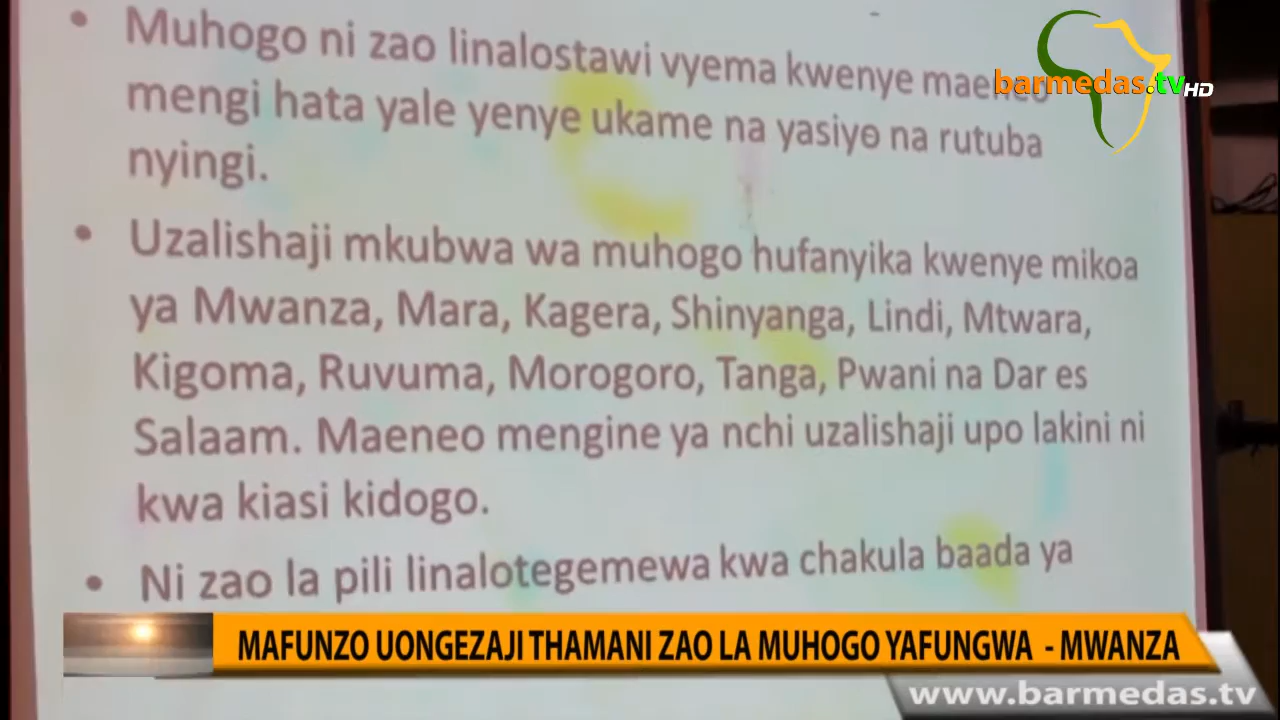 • Muhogo ni zao linalostawi vyema kwenye maeneo
mengi hata yale yenye ukame na yasiyo na rutuba
nyingi.
• Uzalishaji mkubwa wa muhogo hufanyika kwenye mikoa
ya Mwanza, Mara, Kagera, Shinyanga, Lindi, Mtwara,
Kigoma, Ruvuma, Morogoro, Tanga, Pwani na Dar es
Salaam. Maeneo mengine ya nchi uzalishaji upo lakini ni
kwa kiasi kidogo.
• Ni zao la pili linalotegemewa kwa chakula baada ya
barmedas.tv HD
MAFUNZO UONGEZAJI THAMANI ZAO LA MUHOGO YAFUNGWA - MWANZA
www.barmedas.tv